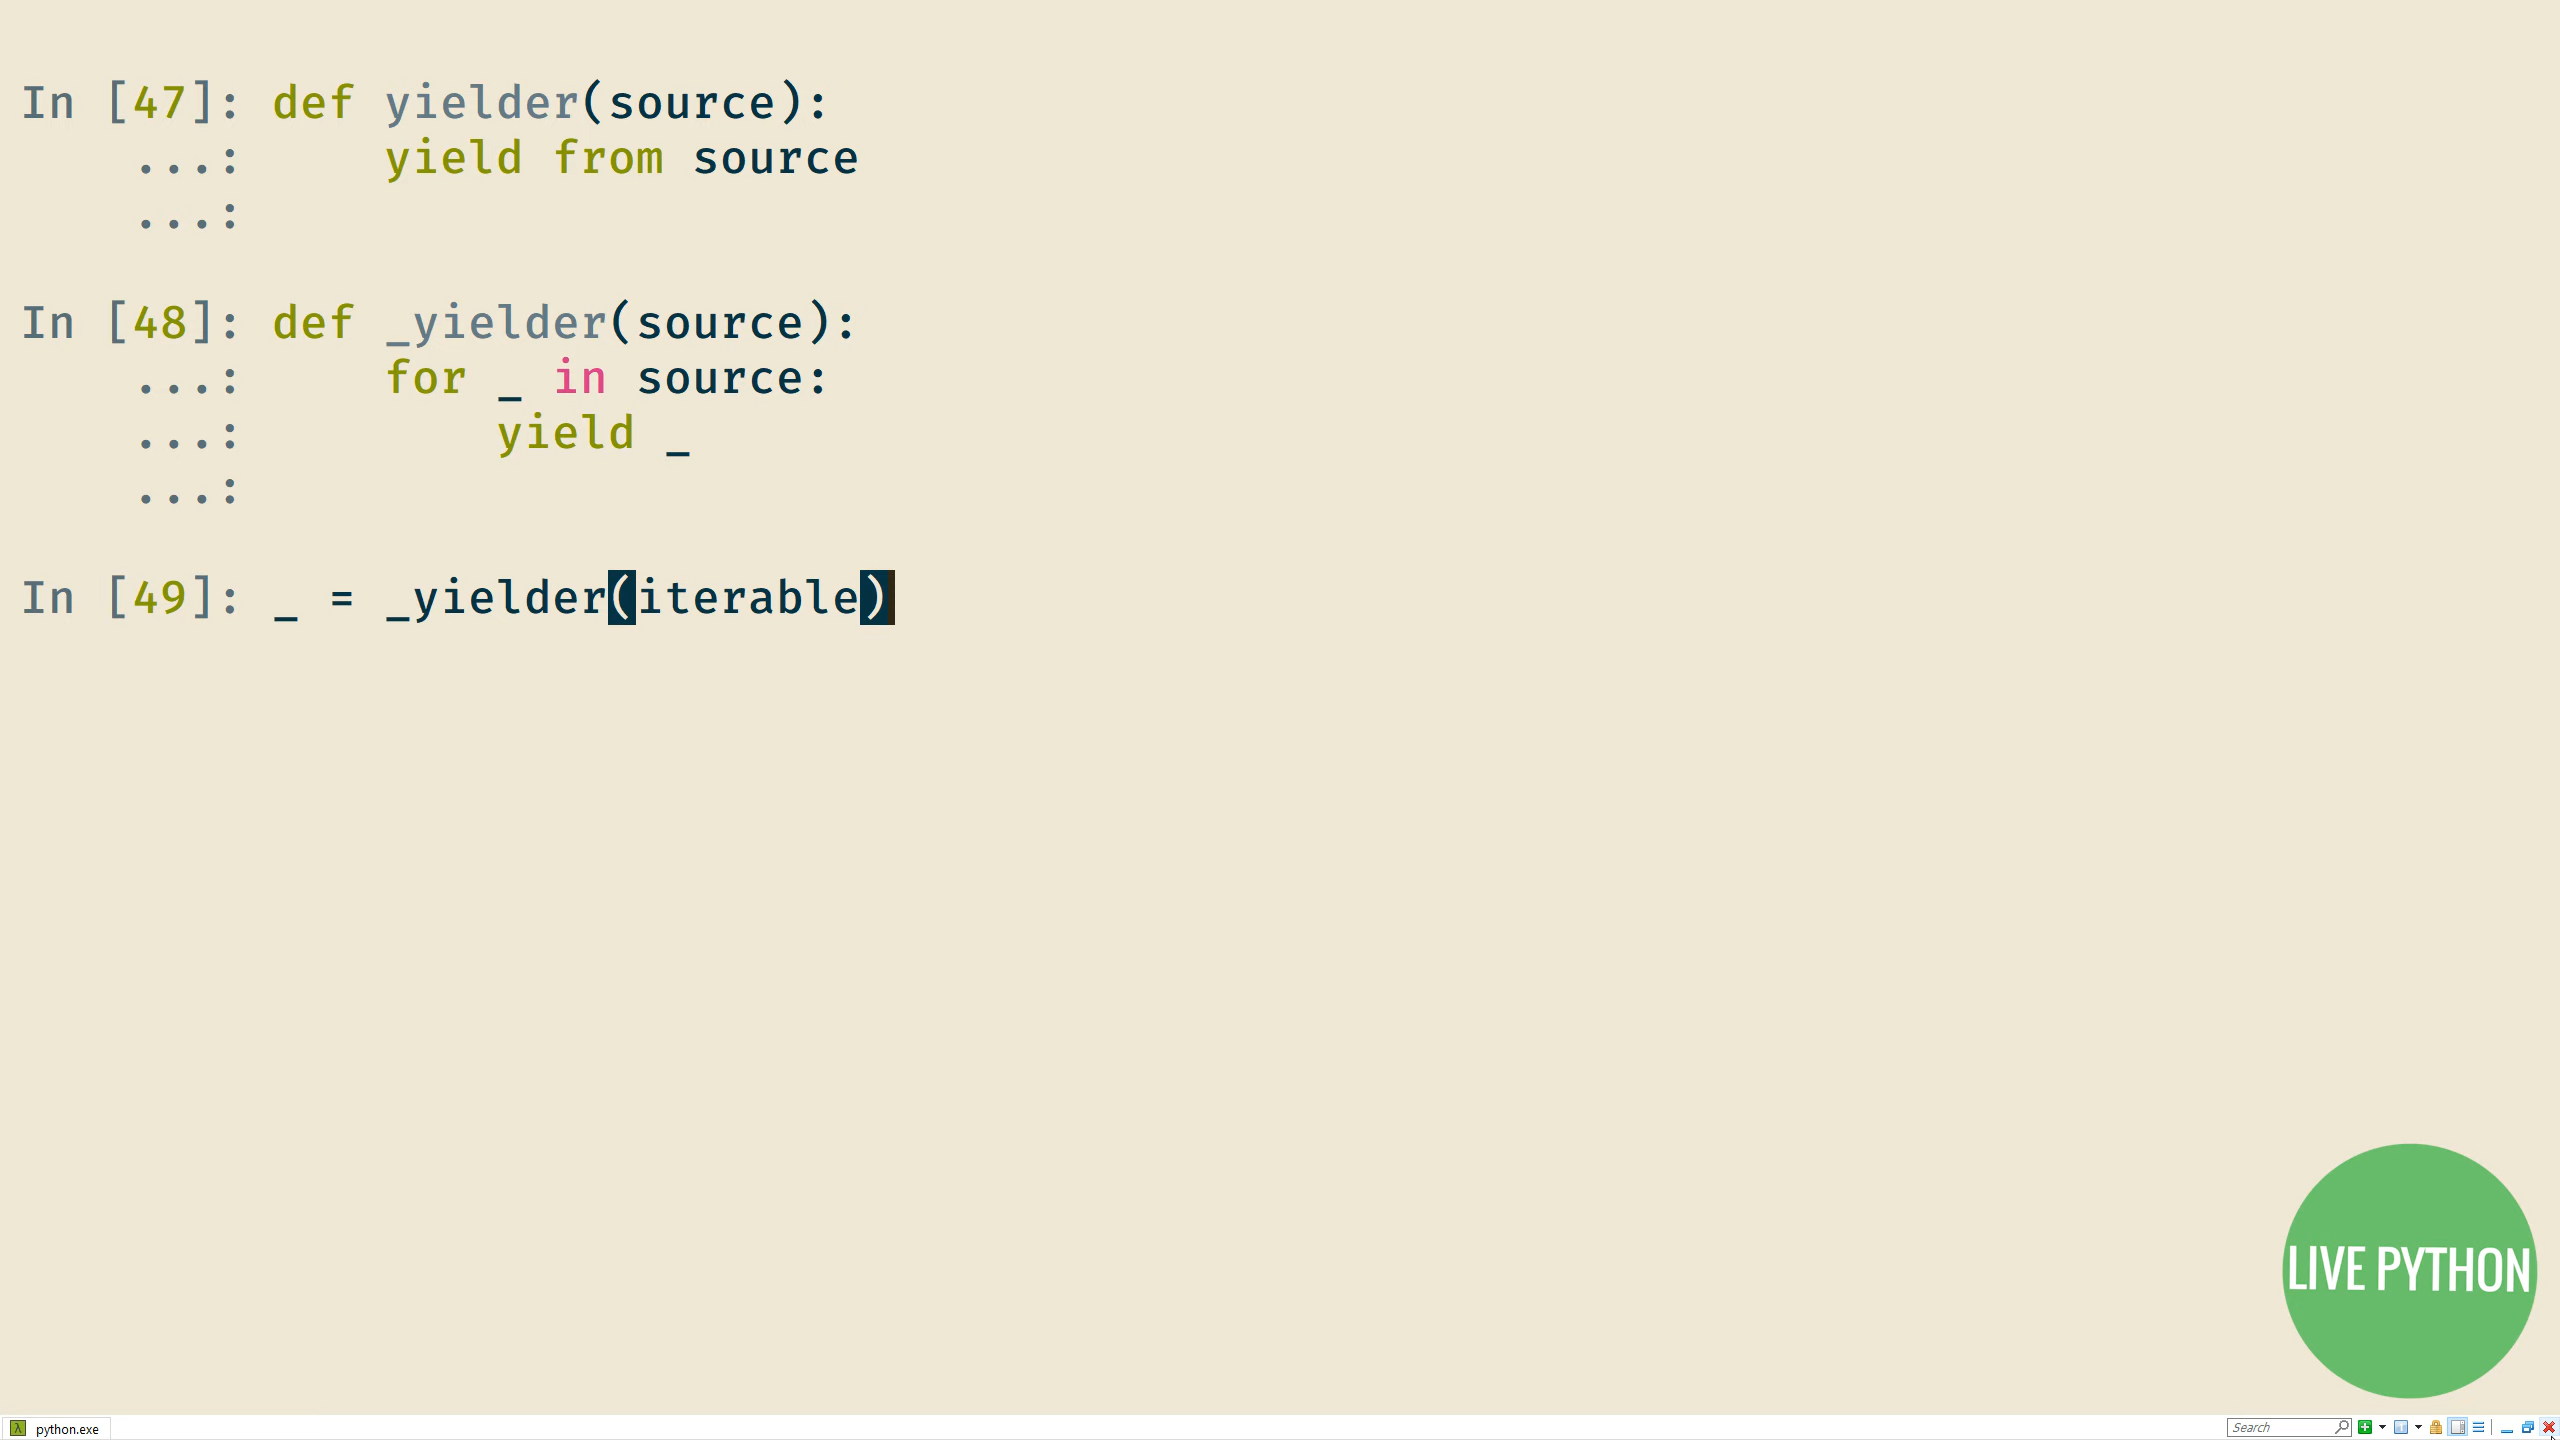 In [47]: def yielder(source):
    ...:     yield from source
    ...:
In [48]: def _yielder(source):
    ...:     for _ in source:
    ...:         yield _
    ...:
In [49]: _ = _yielder(iterable)
LIVE PYTHON
λ python.exe
Search